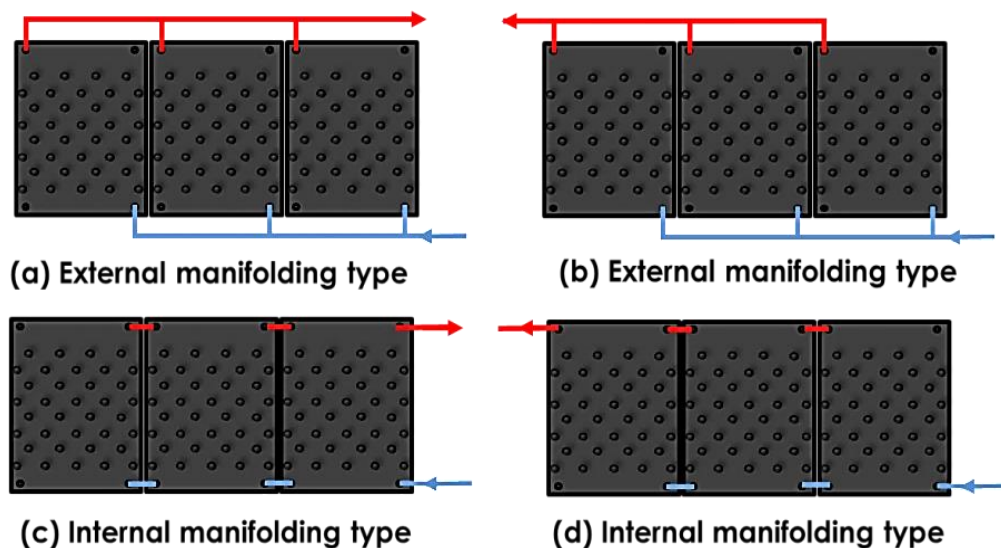 (a) External manifolding type
(b) External manifolding type
(c) Internal manifolding type
(d) Internal manifolding type